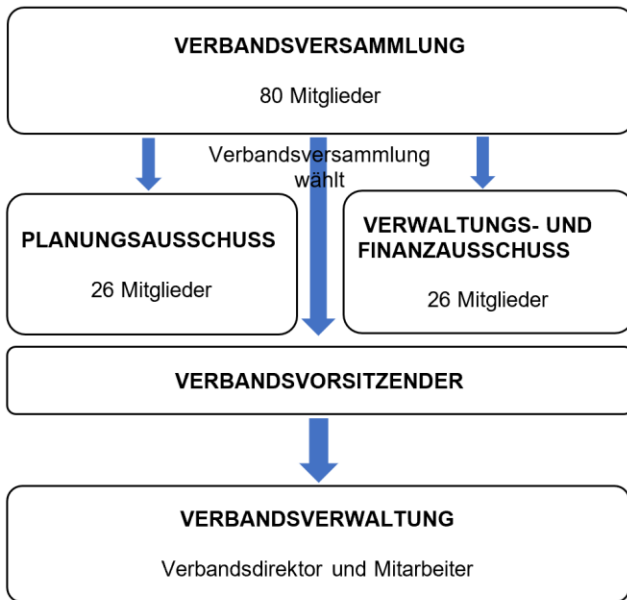 VERBANDSVERSAMMLUNG
80 Mitglieder
Verbandsversammlung
wählt
PLANUNGSAUSSCHUSS
26 Mitglieder
VERWALTUNGS- UND
FINANZAUSSCHUSS
26 Mitglieder
VERBANDSVORSITZENDER
VERBANDSVERWALTUNG
Verbandsdirektor und Mitarbeiter